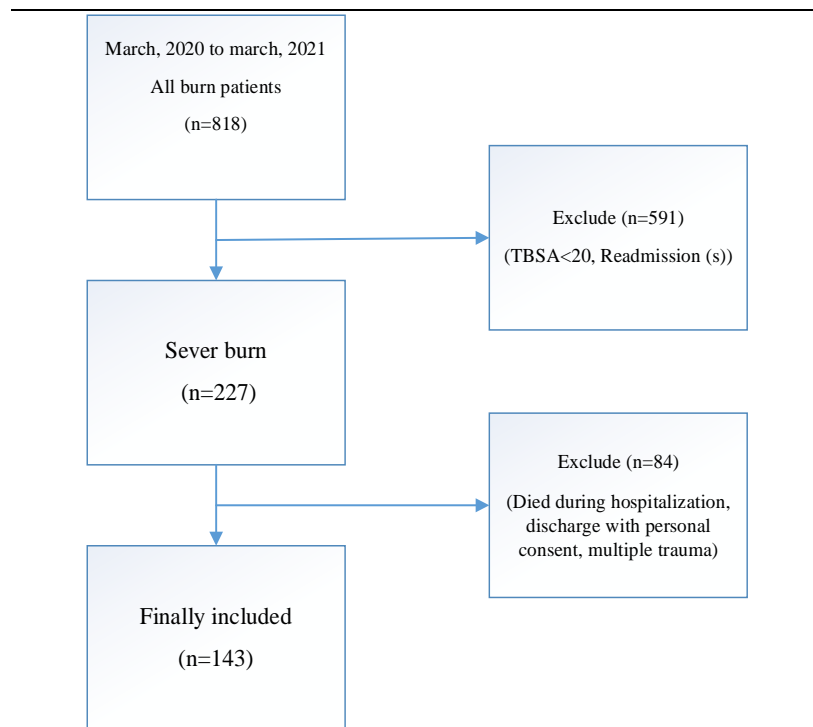 March, 2020 to march, 2021
All burn patients
(n=818)
Exclude (n=591)
(TBSA<20, Readmission (s))
Sever burn
(n=227)
Exclude (n=84)
(Died during hospitalization,
discharge with personal
consent, multiple trauma)
Finally included
(n=143)